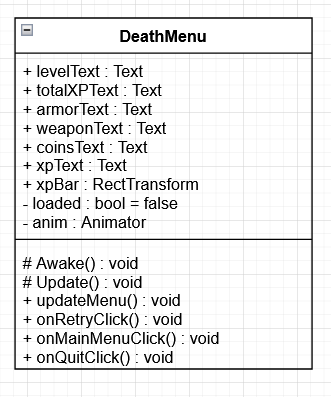 DeathMenu
+ levelText : Text
+ totalXPText : Text
+ armorText : Text
+ weaponText : Text
+ coinsText : Text
+ xpText : Text
+ xpBar : RectTransform
- loaded : bool = false
- anim : Animator
# Awake() : void
# Update() : void
+ updateMenu() : void
+ onRetryClick() : void
+ onMainMenuClick() : void
+ onQuitClick() : void